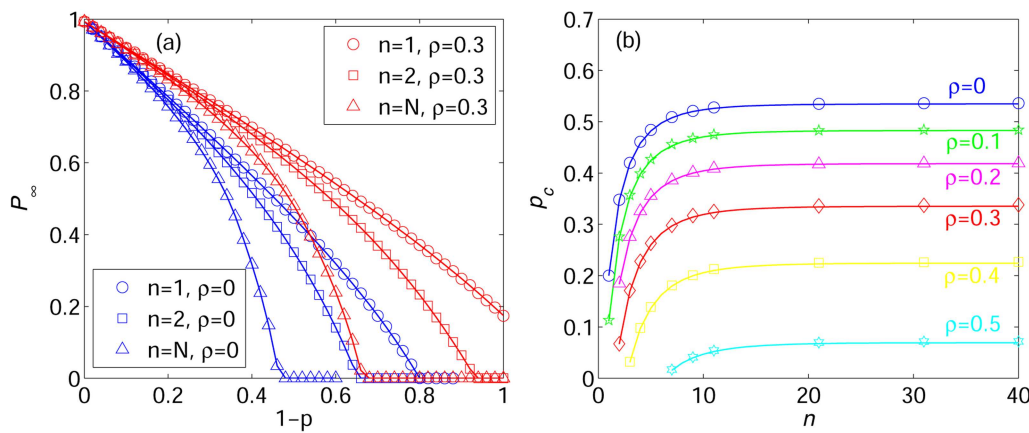 (a)
n=1, ρ=0.3
n=2, ρ=0.3
n=N, ρ=0.3
n=1, ρ=0
n=2, ρ=0
n=N, ρ=0
1
0.8
0.6
0.4
0.2
0
P∞
0 0.2 0.4 0.6 0.8 1
1−p
(b)
0.7
0.6
0.5
0.4
0.3
0.2
0.1
0
pc
ρ=0
ρ=0.1
ρ=0.2
ρ=0.3
ρ=0.4
ρ=0.5
0 10 20 30 40
n